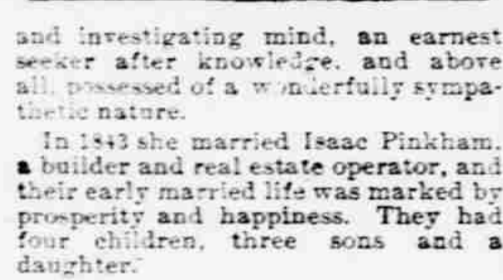 and investigating mind, an earnest
seeker after knowledge, and above
all, possessed of a wonderfully sympa-
thetic nature.
In 1843 she married Isaac Pinkham,
a builder and real estate operator, and
their early married life was marked by
prosperity and happiness. They had
four children, three sons and a
daughter.